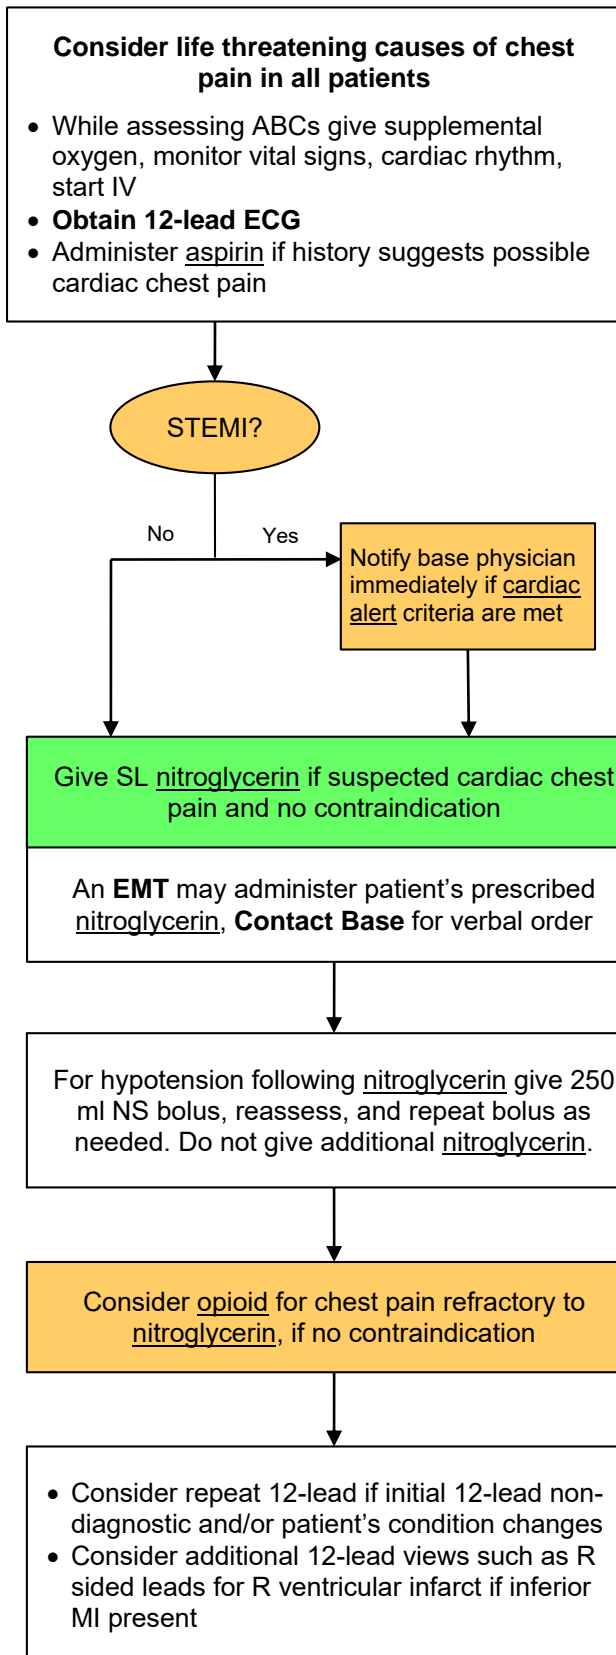 Consider life threatening causes of chest
pain in all patients
• While assessing ABCs give supplemental
oxygen, monitor vital signs, cardiac rhythm,
start IV
• Obtain 12-lead ECG
• Administer aspirin if history suggests possible
cardiac chest pain
STEMI?
No
Yes
Notify base physician
immediately if cardiac
alert criteria are met
Give SL nitroglycerin if suspected cardiac chest
pain and no contraindication
An EMT may administer patient’s prescribed
nitroglycerin, Contact Base for verbal order
For hypotension following nitroglycerin give 250
ml NS bolus, reassess, and repeat bolus as
needed. Do not give additional nitroglycerin.
Consider opioid for chest pain refractory to
nitroglycerin, if no contraindication
• Consider repeat 12-lead if initial 12-lead non-
diagnostic and/or patient’s condition changes
• Consider additional 12-lead views such as R
sided leads for R ventricular infarct if inferior
MI present